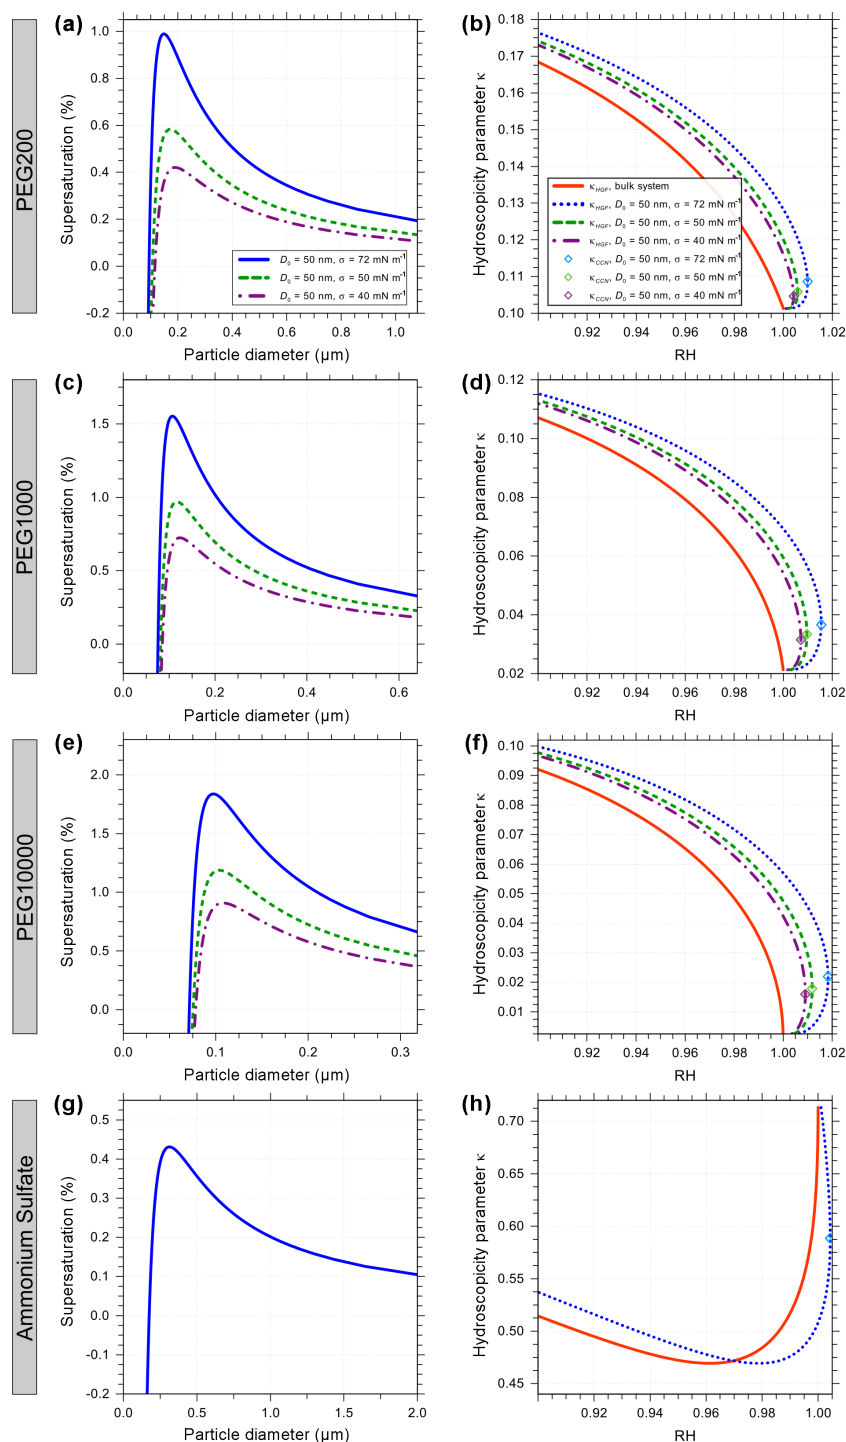 PEG200
(a)
Supersaturation (%)
1.0
0.8
0.6
0.4
0.2
0.0
-0.2
D₀ = 50 nm, σ = 72 mN m⁻¹
D₀ = 50 nm, σ = 50 mN m⁻¹
D₀ = 50 nm, σ = 40 mN m⁻¹
0.0 0.2 0.4 0.6 0.8 1.0
Particle diameter (µm)
(b)
Hydroscopicity parameter κ
0.18
0.17
0.16
0.15
0.14
0.13
0.12
0.11
0.10
κHGF, bulk system
κHGF, D₀ = 50 nm, σ = 72 mN m⁻¹
κHGF, D₀ = 50 nm, σ = 50 mN m⁻¹
κHGF, D₀ = 50 nm, σ = 40 mN m⁻¹
κCCN, D₀ = 50 nm, σ = 72 mN m⁻¹
κCCN, D₀ = 50 nm, σ = 50 mN m⁻¹
κCCN, D₀ = 50 nm, σ = 40 mN m⁻¹
0.92 0.94 0.96 0.98 1.00 1.02
RH
PEG1000
(c)
Supersaturation (%)
1.5
1.0
0.5
0.0
0.0 0.2 0.4 0.6
Particle diameter (µm)
(d)
Hydroscopicity parameter κ
0.12
0.10
0.08
0.06
0.04
0.02
0.92 0.94 0.96 0.98 1.00 1.02
RH
PEG10000
(e)
Supersaturation (%)
2.0
1.5
1.0
0.5
0.0
0.0 0.1 0.2 0.3
Particle diameter (µm)
(f)
Hydroscopicity parameter κ
0.10
0.09
0.08
0.07
0.06
0.05
0.04
0.03
0.02
0.01
0.92 0.94 0.96 0.98 1.00 1.02
RH
Ammonium Sulfate
(g)
Supersaturation (%)
0.5
0.4
0.3
0.2
0.1
0.0
-0.1
-0.2
0.0 0.5 1.0 1.5 2.0
Particle diameter (µm)
(h)
Hydroscopicity parameter κ
0.70
0.65
0.60
0.55
0.50
0.45
0.92 0.94 0.96 0.98 1.00
RH